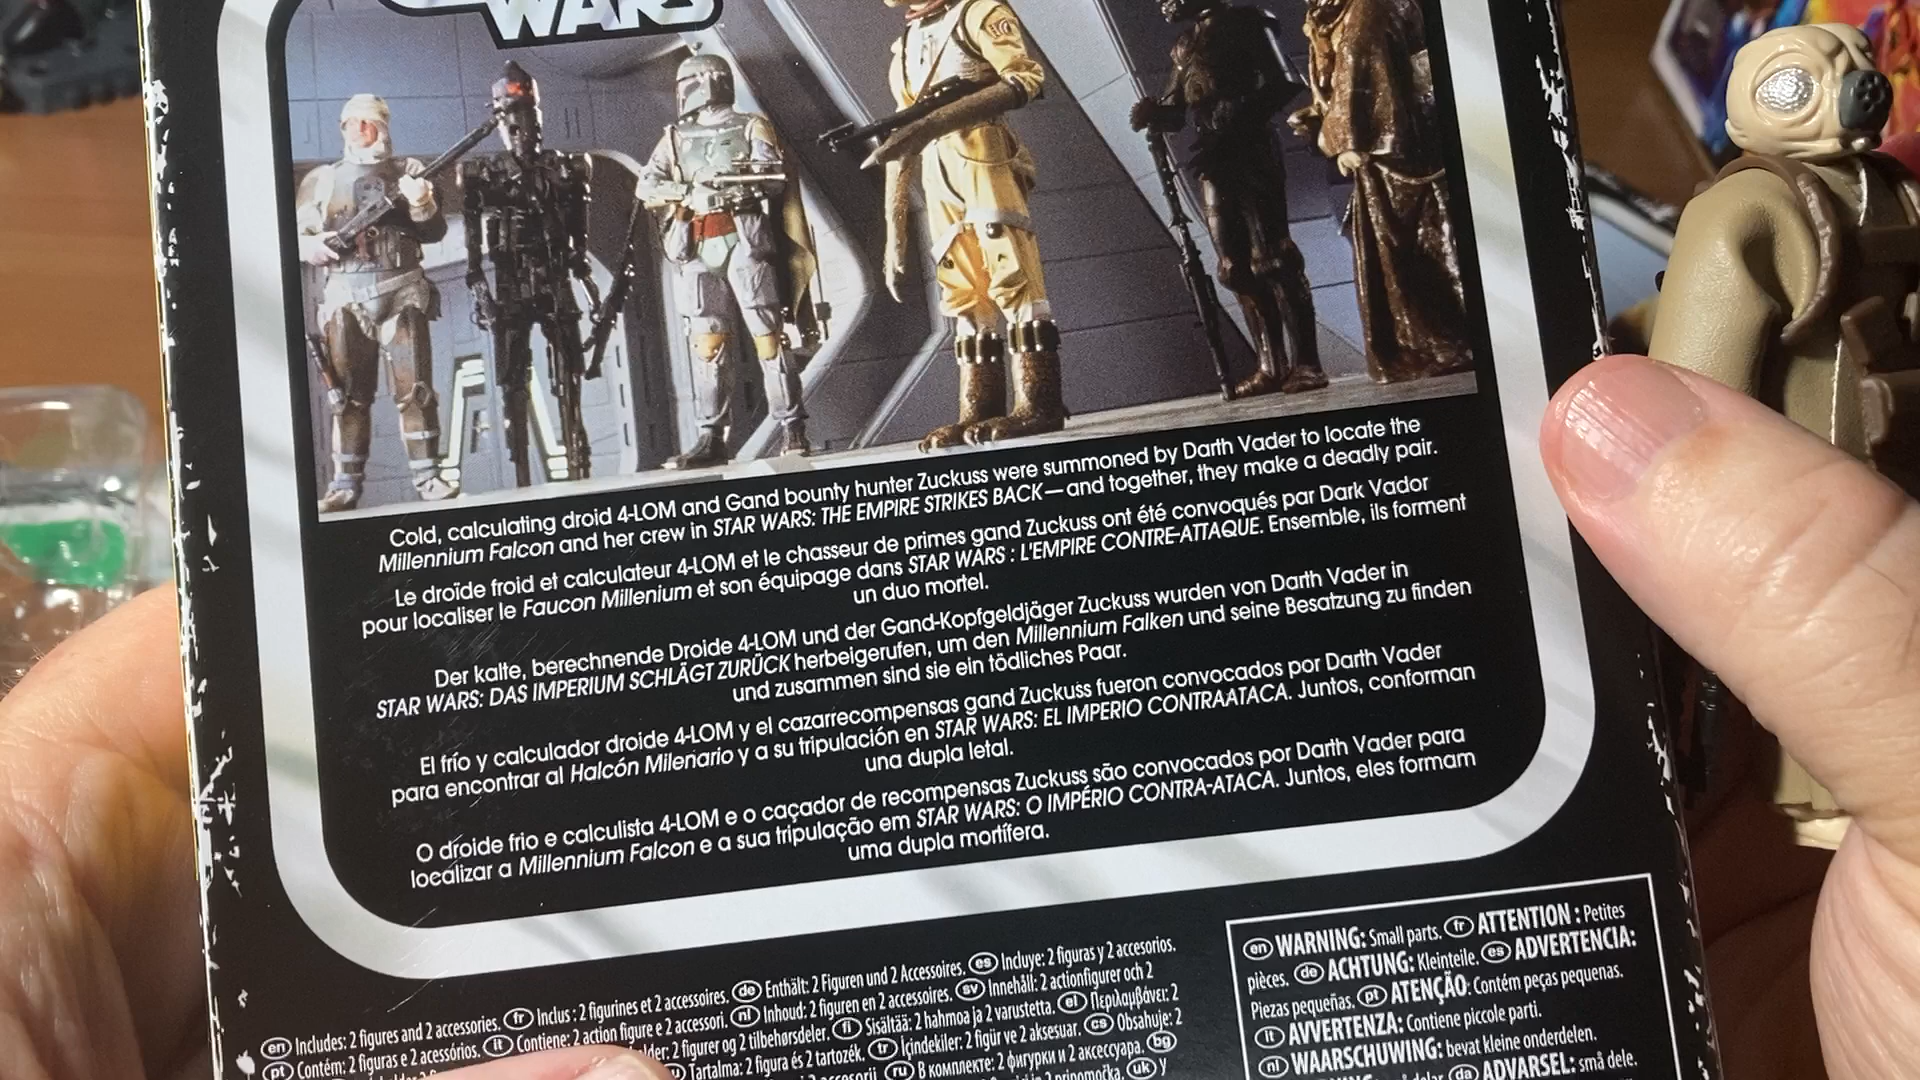 WARS
Cold, calculating droid 4-LOM and Gand bounty hunter Zuckuss were summoned by Darth Vader to locate the
Millennium Falcon and her crew in STAR WARS: THE EMPIRE STRIKES BACK—and together, they make a deadly pair.
Le droïde froid et calculateur 4-LOM et le chasseur de primes gand Zuckuss ont été convoqués par Dark Vador
pour localiser le Faucon Millenium et son équipage dans STAR WARS : L'EMPIRE CONTRE-ATTAQUE. Ensemble, ils forment
un duo mortel.
Der kalte, berechnende Droide 4-LOM und der Gand-Kopfgeldjäger Zuckuss wurden von Darth Vader in
STAR WARS: DAS IMPERIUM SCHLÄGT ZURÜCK herbeigerufen, um den Millennium Falken und seine Besatzung zu finden
und zusammen sind sie ein tödliches Paar.
El frío y calculador droide 4-LOM y el cazarrecompensas gand Zuckuss fueron convocados por Darth Vader
para encontrar al Halcón Milenario y a su tripulación en STAR WARS: EL IMPERIO CONTRAATACA. Juntos, conforman
una dupla letal.
O droide frio e calculista 4-LOM e o caçador de recompensas Zuckuss são convocados por Darth Vader para
localizar a Millennium Falcon e a sua tripulação em STAR WARS: O IMPÉRIO CONTRA-ATACA. Juntos, eles formam
uma dupla mortífera.
en Includes: 2 figures and 2 accessories. fr Inclus : 2 figurines et 2 accessoires. de Enthält: 2 Figuren und 2 Accessoires. es Incluye: 2 figuras y 2 accesorios.
pt Contém: 2 figuras e 2 acessórios. it Contiene: 2 action figure e 2 accessori. nl Inhoud: 2 figuren en 2 accessoires. sv Innehåll: 2 actionfigurer och 2
2 figurer og 2 tilbehørsdeler. fi Sisältää: 2 hahmoa ja 2 varustetta. el Περιλαμβάνει: 2
Tartalma: 2 figura és 2 tartozék. tr İçindekiler: 2 figür ve 2 aksesuar. cs Obsahuje: 2
ru В комплекте: 2 фигурки и 2 аксессуара. bg
uk У
en WARNING: Small parts. fr ATTENTION : Petites
pièces. de ACHTUNG: Kleinteile. es ADVERTENCIA:
Piezas pequeñas. pt ATENÇÃO: Contém peças pequenas.
it AVVERTENZA: Contiene piccole parti.
nl WAARSCHUWING: bevat kleine onderdelen.
da ADVARSEL: små dele.